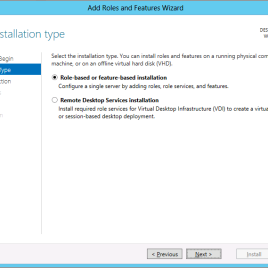 Add Roles and Features Wizard
stallation type
DES
Begin
Type
ction
Select the installation type. You can install roles and features on a running physical com
machine, or on an offline virtual hard disk (VHD).
Role-based or feature-based installation
Configure a single server by adding roles, role services, and features.
Remote Desktop Services installation
Install required role services for Virtual Desktop Infrastructure (VDI) to create a virtua
or session-based desktop deployment.
< Previous
Next >
Install